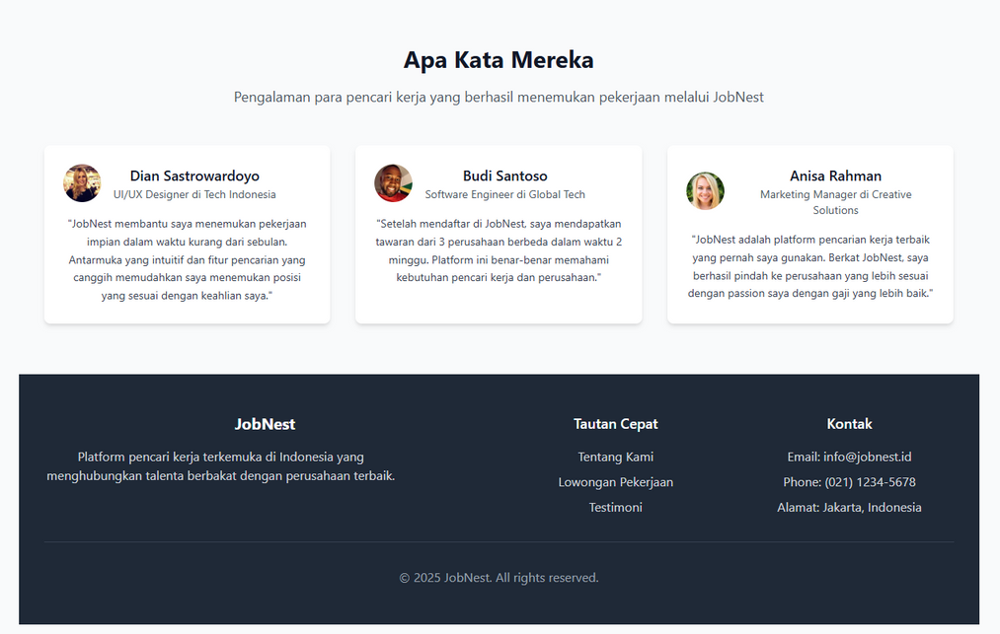 Apa Kata Mereka
Pengalaman para pencari kerja yang berhasil menemukan pekerjaan melalui JobNest
Dian Sastrowardoyo
UI/UX Designer di Tech Indonesia
"JobNest membantu saya menemukan pekerjaan
impian dalam waktu kurang dari sebulan.
Antarmuka yang intuitif dan fitur pencarian yang
canggih memudahkan saya menemukan posisi
yang sesuai dengan keahlian saya."
Budi Santoso
Software Engineer di Global Tech
"Setelah mendaftar di JobNest, saya mendapatkan
tawaran dari 3 perusahaan berbeda dalam waktu 2
minggu. Platform ini benar-benar memahami
kebutuhan pencari kerja dan perusahaan."
Anisa Rahman
Marketing Manager di Creative
Solutions
"JobNest adalah platform pencarian kerja terbaik
yang pernah saya gunakan. Berkat JobNest, saya
berhasil pindah ke perusahaan yang lebih sesuai
dengan passion saya dengan gaji yang lebih baik."
JobNest
Platform pencari kerja terkemuka di Indonesia yang
menghubungkan talenta berbakat dengan perusahaan terbaik.
Tautan Cepat
Tentang Kami
Lowongan Pekerjaan
Testimoni
Kontak
Email: info@jobnest.id
Phone: (021) 1234-5678
Alamat: Jakarta, Indonesia
© 2025 JobNest. All rights reserved.